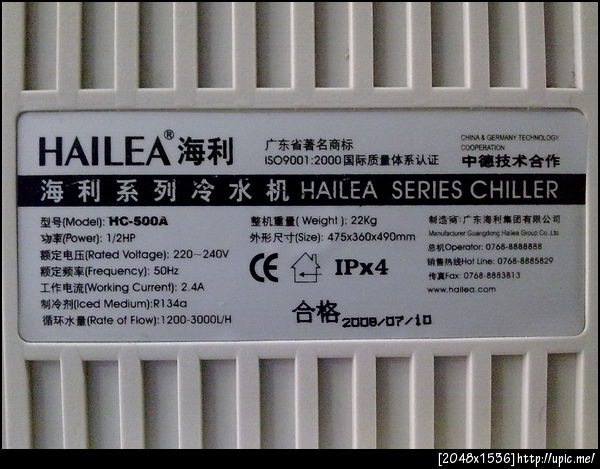 HAILEA® 海利
广东省著名商标
ISO9001:2000国际质量体系认证
CHINA & GERMANY TECHNOLOGY
COOPERATION
中德技术合作
海利系列冷水机 HAILEA SERIES CHILLER
型号(Model): HC-500A
功率(Power): 1/2HP
额定电压(Rated Voltage): 220~240V
额定频率(Frequency): 50Hz
工作电流(Working Current): 2.4A
制冷剂(Iced Medium):R134a
循环水量(Rate of Flow):1200-3000L/H
整机重量( Weight ): 22Kg
外形尺寸(Size): 475x360x490mm
CE IPx4
合格 2008/07/10
制造商:广东海利集团有限公司
Manufacturer Guangdong Hailea Group Co.,Ltd
总机Operator: 0768-8888888
销售热线Hot Line: 0768-8885829
传真Fax: 0768-8883813
www.hailea.com
[2048x1536]http://upic.me/